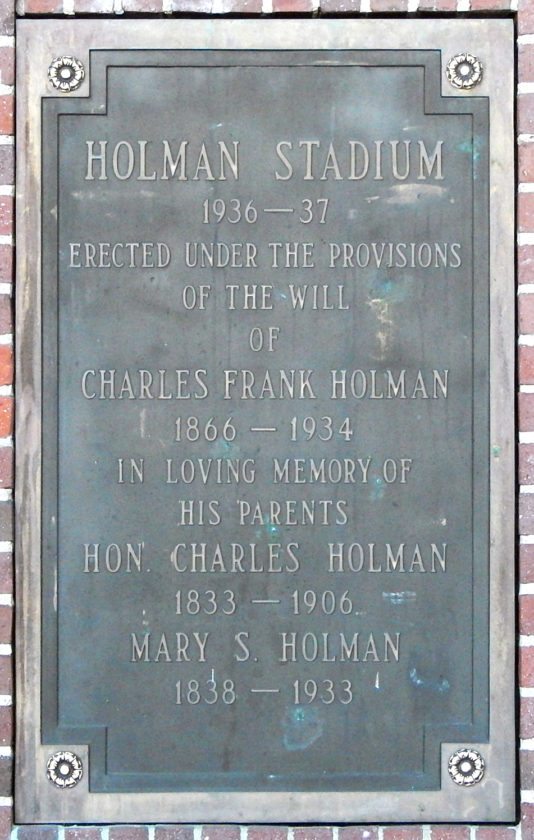 HOLMAN STADIUM
1936—37
ERECTED UNDER THE PROVISIONS
OF THE WILL
OF
CHARLES FRANK HOLMAN
1866 — 1934
IN LOVING MEMORY OF
HIS PARENTS
HON. CHARLES HOLMAN
1833 — 1906
MARY S. HOLMAN
1838 — 1933